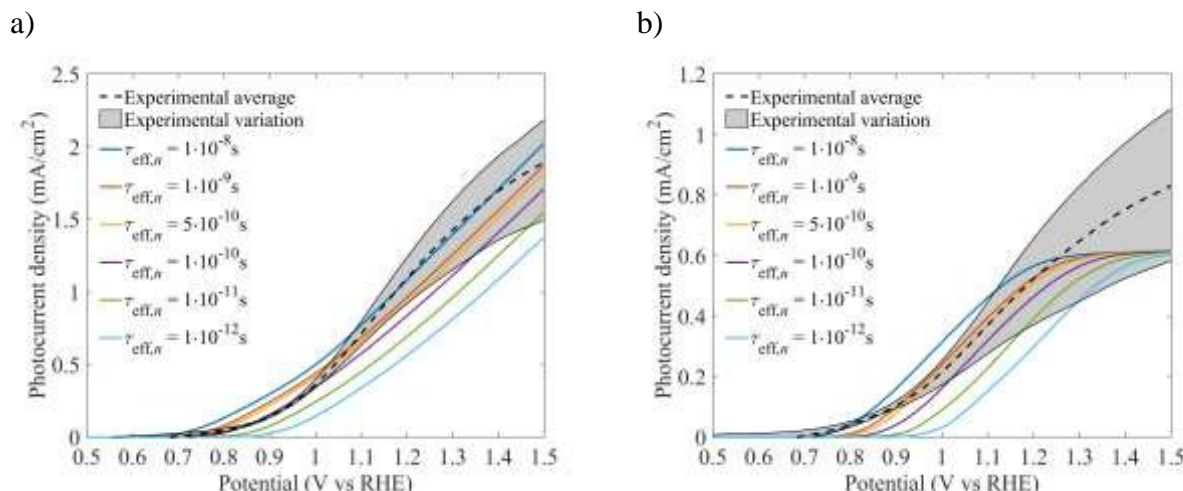 a)
b)
2.5
2
1.5
1
0.5
0
Photocurrent density (mA/cm²)
Experimental average
Experimental variation
τeff,n = 1·10⁻⁸s
τeff,n = 1·10⁻⁹s
τeff,n = 5·10⁻¹⁰s
τeff,n = 1·10⁻¹⁰s
τeff,n = 1·10⁻¹¹s
τeff,n = 1·10⁻¹²s
0.5 0.6 0.7 0.8 0.9 1 1.1 1.2 1.3 1.4 1.5
Potential (V vs RHE)
1.2
1
0.8
0.6
0.4
0.2
0
Photocurrent density (mA/cm²)
Experimental average
Experimental variation
τeff,n = 1·10⁻⁸s
τeff,n = 1·10⁻⁹s
τeff,n = 5·10⁻¹⁰s
τeff,n = 1·10⁻¹⁰s
τeff,n = 1·10⁻¹¹s
τeff,n = 1·10⁻¹²s
0.5 0.6 0.7 0.8 0.9 1 1.1 1.2 1.3 1.4 1.5
Potential (V vs RHE)